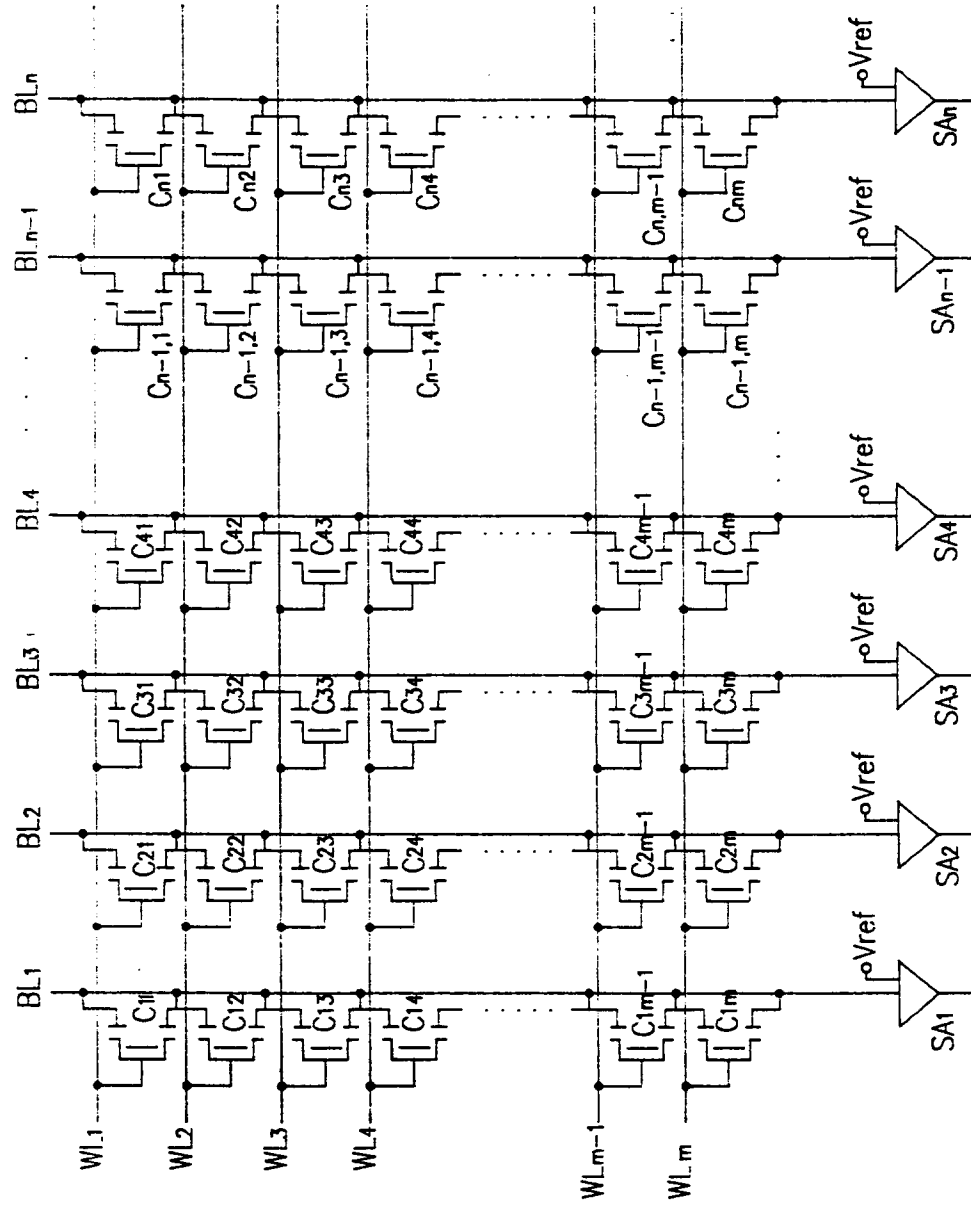 BL1 BL2 BL3 BL4 BLn-1 BLn
WL1
C11 C21 C31 C41 Cn-1,1 Cn1
WL2
C12 C22 C32 C42 Cn-1,2 Cn2
WL3
C13 C23 C33 C43 Cn-1,3 Cn3
WL4
C14 C24 C34 C44 Cn-1,4 Cn4
WLm-1
C1m-1 C2m-1 C3m-1 C4m-1 Cn-1,m-1 Cn,m-1
WLm
C1m C2m C3m C4m Cn-1,m Cnm
Vref Vref Vref Vref Vref Vref
SA1 SA2 SA3 SA4 SAn-1 SAn